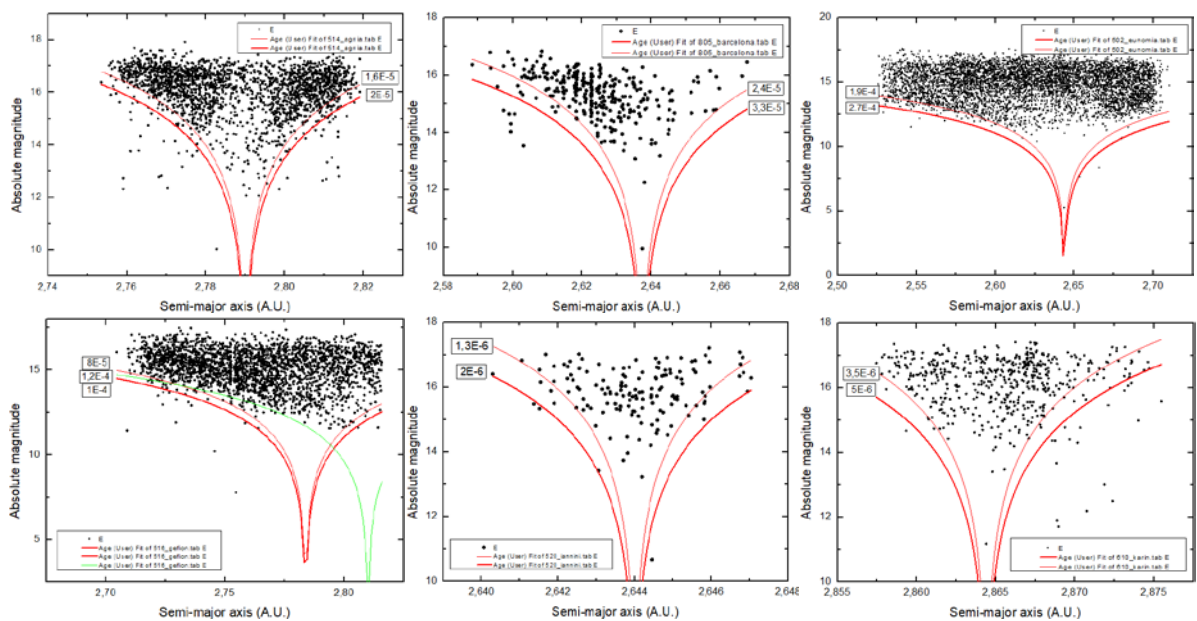 18
16
14
12
10
Absolute magnitude
E
Age (User) Fit of 514_agnia.tab E
Age (User) Fit of 514_agnia.tab E
1,6E-5
2E-5
2,74 2,76 2,78 2,80 2,82
Semi-major axis (A.U.)
18
16
14
12
10
Absolute magnitude
E
Age (User) Fit of 805_barcelona.tab E
Age (User) Fit of 805_barcelona.tab E
2,4E-5
3,3E-5
2,58 2,60 2,62 2,64 2,66 2,68
Semi-major axis (A.U.)
20
15
10
5
0
Absolute magnitude
E
Age (User) Fit of 502_eunomia.tab E
Age (User) Fit of 502_eunomia.tab E
1,9E-4
2,7E-4
2,50 2,55 2,60 2,65 2,70
Semi-major axis (A.U.)
15
10
5
Absolute magnitude
8E-5
1,2E-4
1E-4
E
Age (User) Fit of 516_gefion.tab E
Age (User) Fit of 516_gefion.tab E
Age (User) Fit of 516_gefion.tab E
2,70 2,75 2,80
Semi-major axis (A.U.)
18
16
14
12
10
Absolute magnitude
1,3E-6
2E-6
E
Age (User) Fit of 520_iannini.tab E
Age (User) Fit of 520_iannini.tab E
2,640 2,642 2,644 2,646 2,648
Semi-major axis (A.U.)
18
16
14
12
10
Absolute magnitude
3,5E-6
5E-6
E
Age (User) Fit of 610_karin.tab E
Age (User) Fit of 610_karin.tab E
2,855 2,860 2,865 2,870 2,875
Semi-major axis (A.U.)